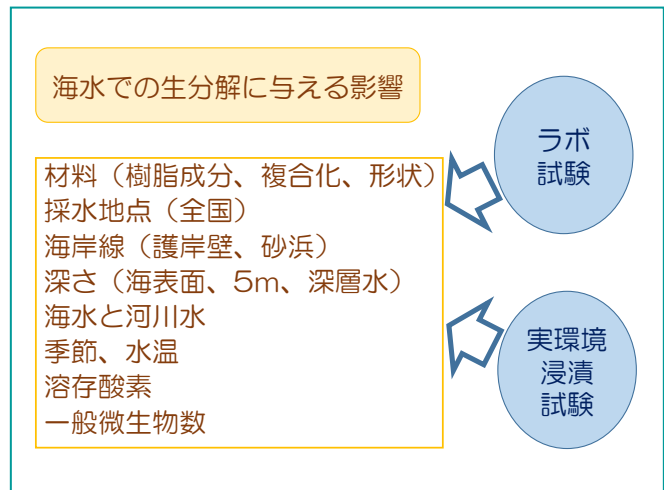 海水での生分解に与える影響
材料（樹脂成分、複合化、形状）
採水地点（全国）
海岸線（護岸壁、砂浜）
深さ（海表面、5m、深層水）
海水と河川水
季節、水温
溶存酸素
一般微生物数
ラボ
試験
実環境
浸漬
試験